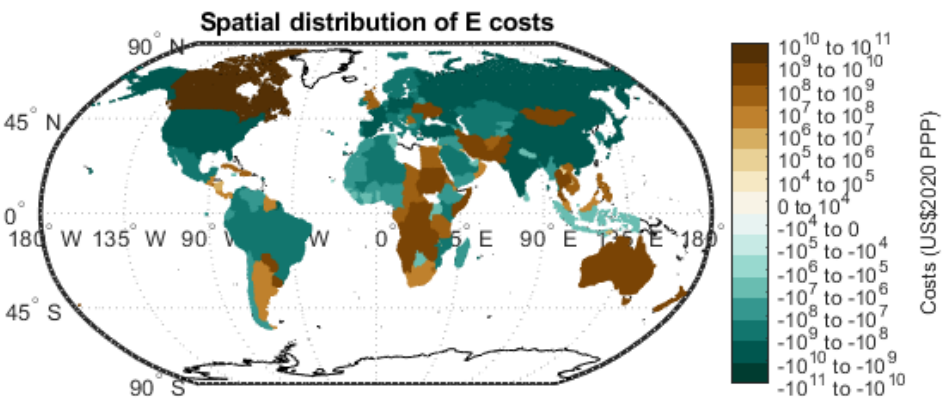 Spatial distribution of E costs
90° N
45° N
0°
180° W 135° W 90° W W 0 5 E 90° E 135° E 180°
45° S
90° S
10^10 to 10^11
10^9 to 10^10
10^8 to 10^9
10^7 to 10^8
10^6 to 10^7
10^5 to 10^6
10^4 to 10^5
0 to 10^4
-10^4 to 0
-10^5 to -10^4
-10^6 to -10^5
-10^7 to -10^6
-10^8 to -10^7
-10^9 to -10^8
-10^10 to -10^9
-10^11 to -10^10
Costs (US$2020 PPP)